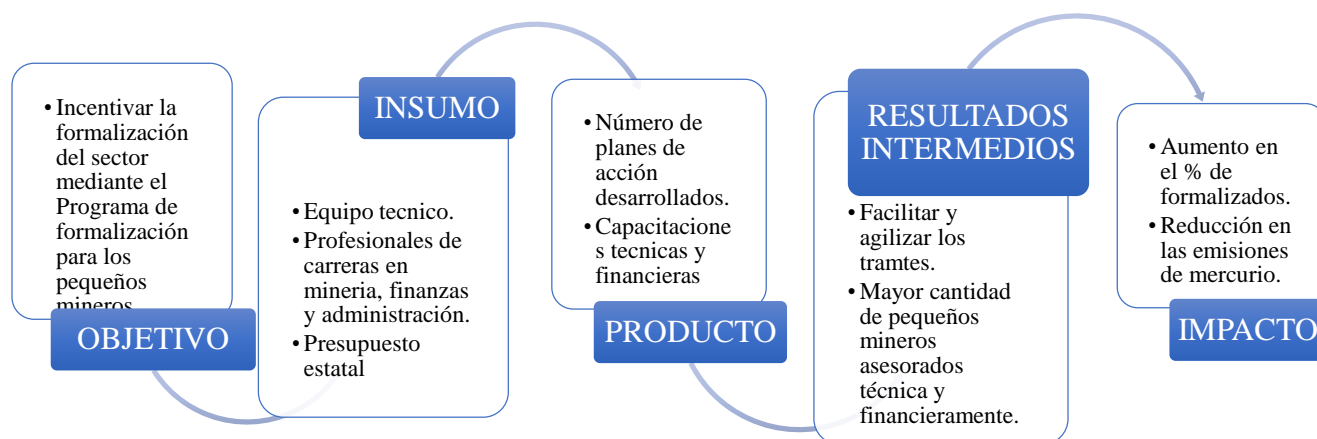 • Incentivar la
formalización
del sector
mediante el
Programa de
formalización
para los
pequeños
mineros
OBJETIVO
INSUMO
• Equipo tecnico.
• Profesionales de
carreras en
mineria, finanzas
y administración.
• Presupuesto
estatal
• Número de
planes de
acción
desarrollados.
• Capacitacione
s tecnicas y
financieras
PRODUCTO
RESULTADOS
INTERMEDIOS
• Facilitar y
agilizar los
tramtes.
• Mayor cantidad
de pequeños
mineros
asesorados
técnica y
financieramente.
• Aumento en
el % de
formalizados.
• Reducción en
las emisiones
de mercurio.
IMPACTO